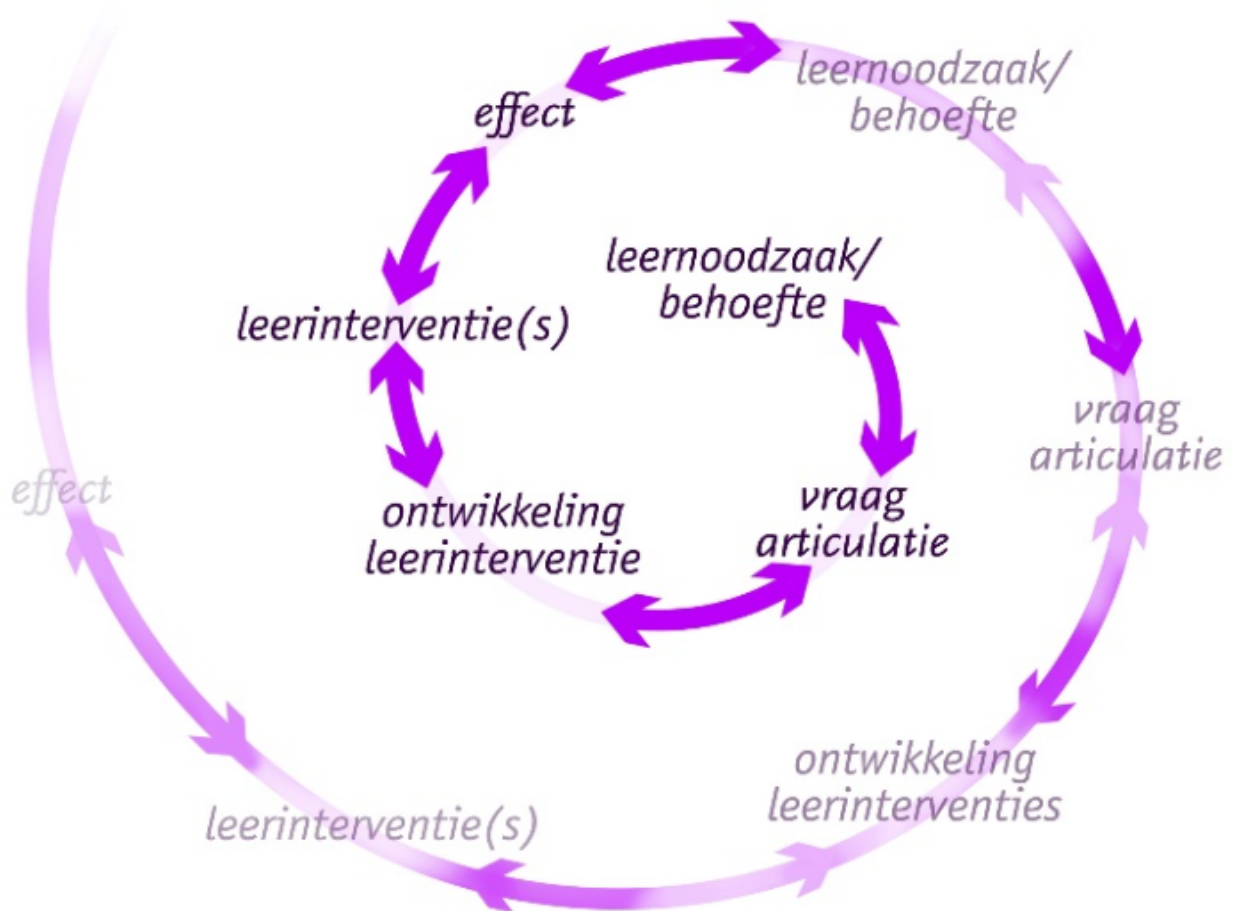 leernoodzaak/
behoefte
vraag
articulatie
ontwikkeling
leerinterventie
leerinterventie(s)
effect
leernoodzaak/
behoefte
vraag
articulatie
ontwikkeling
leerinterventies
leerinterventie(s)
effect